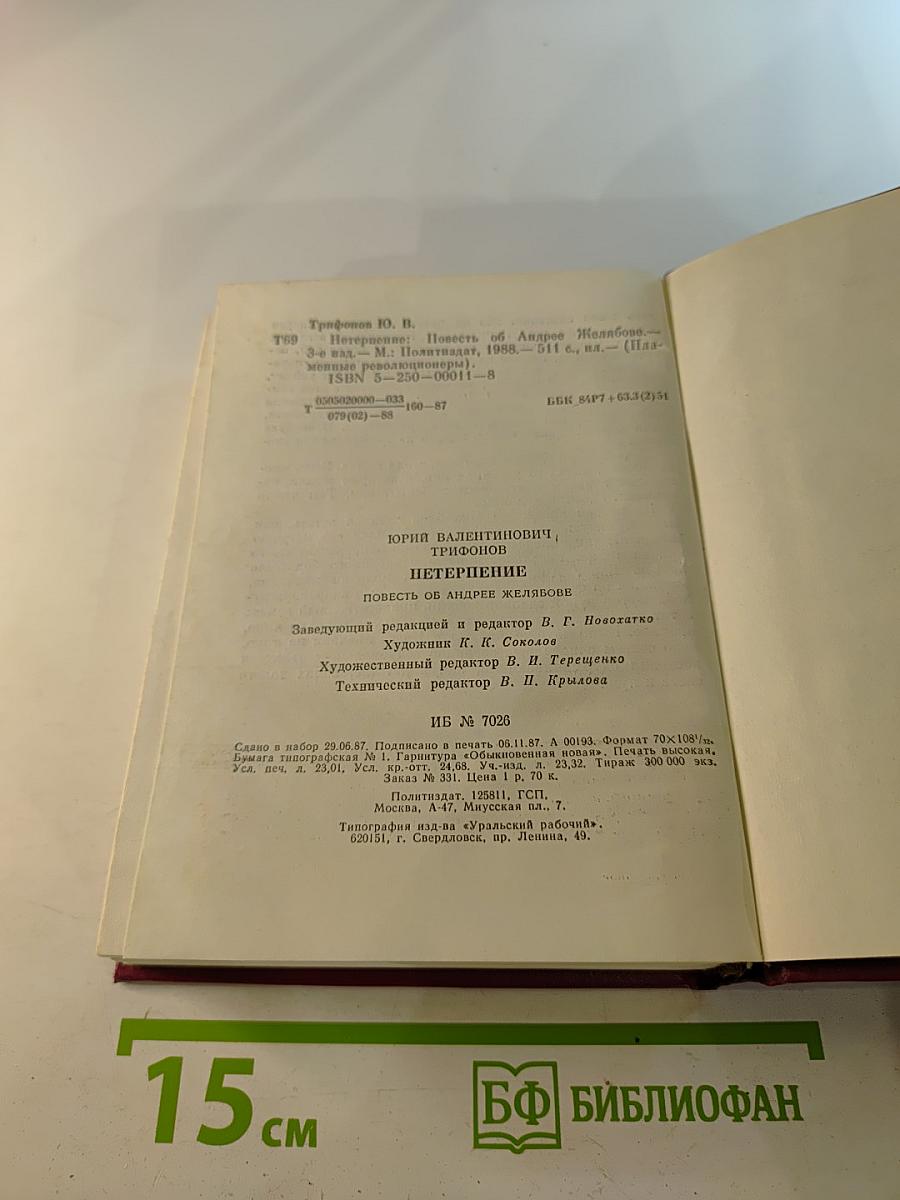 Трифонов Ю. В.
Т69 Нетерпение: Повесть об Андрее Желябове.—
3-е изд.— М.: Политиздат, 1988.— 511 с., ил.— (Пла-
менные революционеры).
ISBN 5—250—00011—8
Т 0505020000—033 160—87 ББК 84Р7+63.3(2)51
079(02)—88
ЮРИЙ ВАЛЕНТИНОВИЧ
ТРИФОНОВ
НЕТЕРПЕНИЕ
ПОВЕСТЬ ОБ АНДРЕЕ ЖЕЛЯБОВЕ
Заведующий редакцией и редактор В. Г. Новохатко
Художник К. К. Соколов
Художественный редактор В. И. Терещенко
Технический редактор В. П. Крылова
ИБ № 7026
Сдано в набор 29.06.87. Подписано в печать 06.11.87. А 00193. Формат 70×108¹/₃₂.
Бумага типографская № 1. Гарнитура «Обыкновенная новая». Печать высокая.
Усл. печ. л. 23,01. Усл. кр.-отт. 24,68. Уч.-изд. л. 23,32. Тираж 300 000 экз.
Заказ № 331. Цена 1 р. 70 к.
Политиздат. 125811, ГСП,
Москва, А-47, Миусская пл., 7.
Типография изд-ва «Уральский рабочий».
620151, г. Свердловск, пр. Ленина, 49.
15 см
БФ БИБЛИОФАН